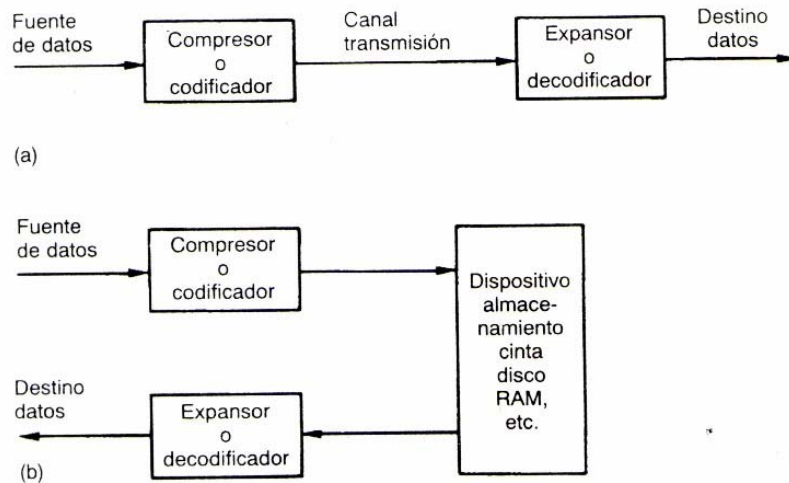 Fuente
de datos
Compresor
o
codificador
Canal
transmisión
Expansor
o
decodificador
Destino
datos
(a)
Fuente
de datos
Compresor
o
codificador
Dispositivo
almace-
namiento
cinta
disco
RAM,
etc.
Destino
datos
Expansor
o
decodificador
(b)